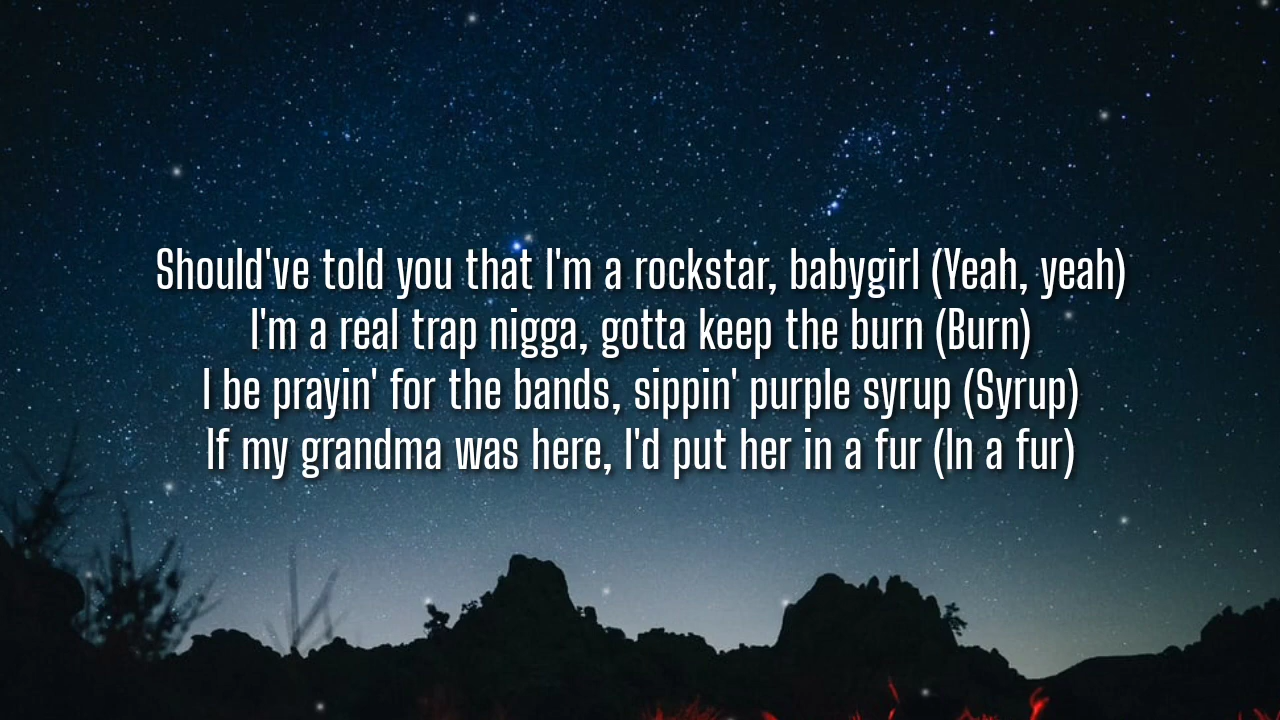 Should've told you that I'm a rockstar, babygirl (Yeah, yeah)
I'm a real trap nigga, gotta keep the burn (Burn)
I be prayin' for the bands, sippin' purple syrup (Syrup)
If my grandma was here, I'd put her in a fur (In a fur)